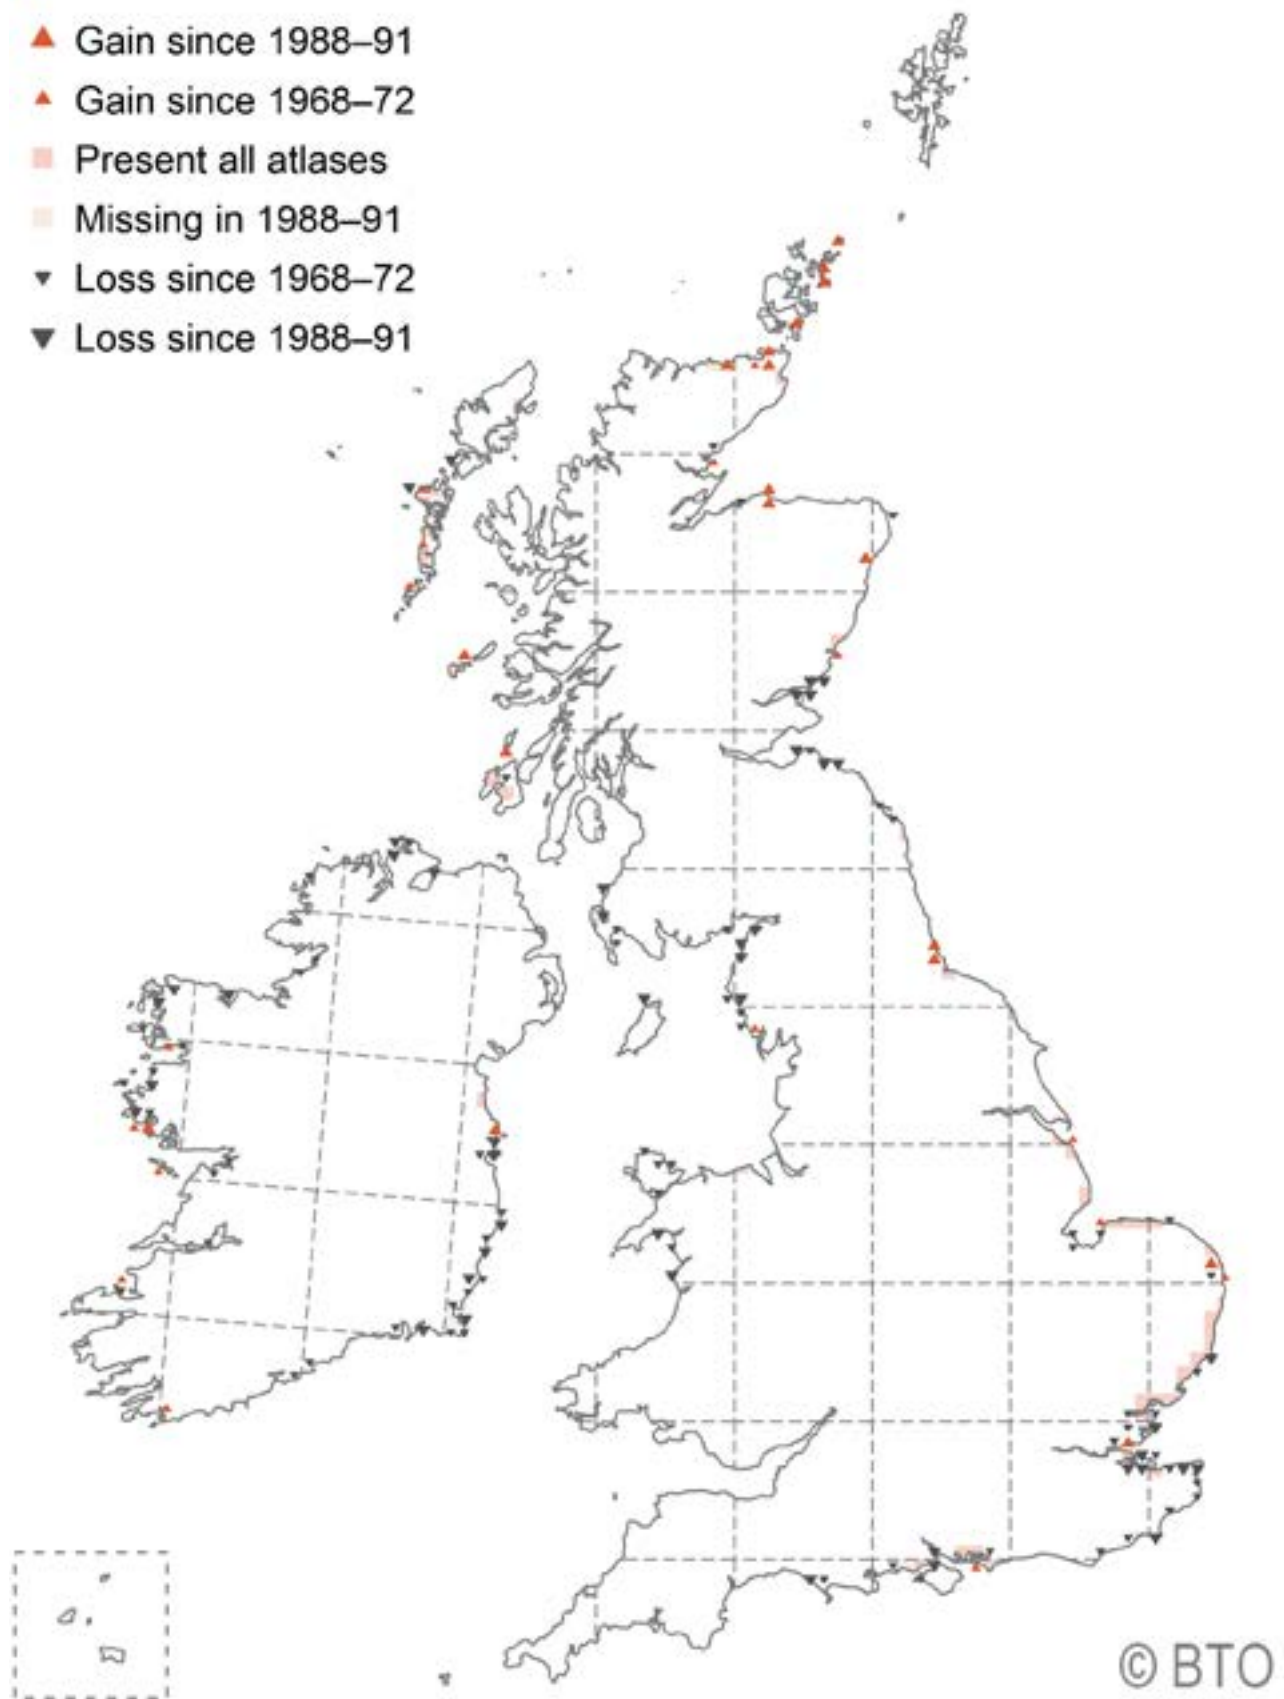 Gain since 1988–91
Gain since 1968–72
Present all atlases
Missing in 1988–91
Loss since 1968–72
Loss since 1988–91
© BTO